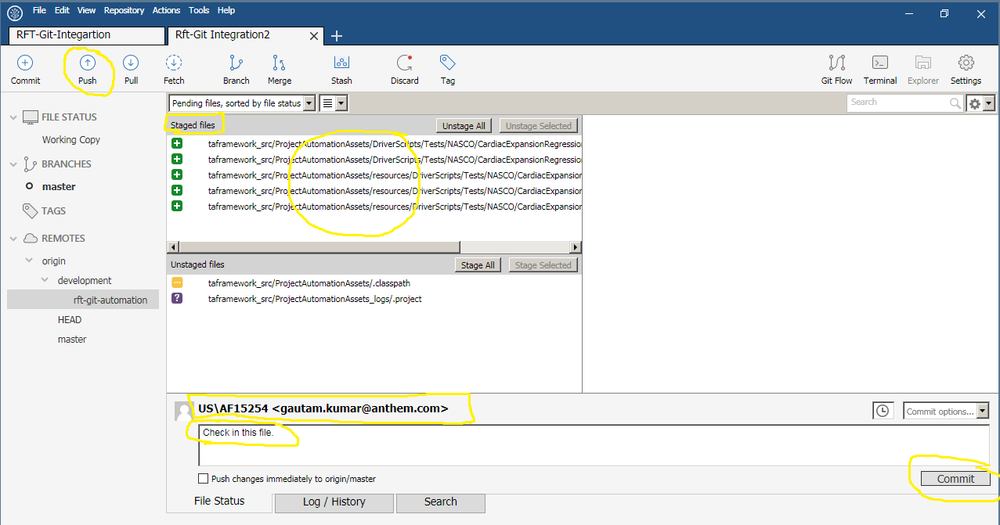 File Edit View Repository Actions Tools Help
RFT-Git-Integartion
Rft-Git Integration2
Commit Push Pull Fetch Branch Merge Stash Discard Tag Git Flow Terminal Explorer Settings
Pending files, sorted by file status
Search
FILE STATUS
Working Copy
BRANCHES
master
TAGS
REMOTES
origin
development
rft-git-automation
HEAD
master
Staged files Unstage All Unstage Selected
taframework_src/ProjectAutomationAssets/DriverScripts/Tests/NASCO/CardiacExpansionRegression
taframework_src/ProjectAutomationAssets/DriverScripts/Tests/NASCO/CardiacExpansionRegression
taframework_src/ProjectAutomationAssets/resources/DriverScripts/Tests/NASCO/CardiacExpansion
taframework_src/ProjectAutomationAssets/resources/DriverScripts/Tests/NASCO/CardiacExpansion
taframework_src/ProjectAutomationAssets/resources/DriverScripts/Tests/NASCO/CardiacExpansion
Unstaged files Stage All Stage Selected
taframework_src/ProjectAutomationAssets/.classpath
taframework_src/ProjectAutomationAssets_logs/.project
US\AF15254 <gautam.kumar@anthem.com>
Commit options...
Check in this file.
Push changes immediately to origin/master
Commit
File Status Log / History Search